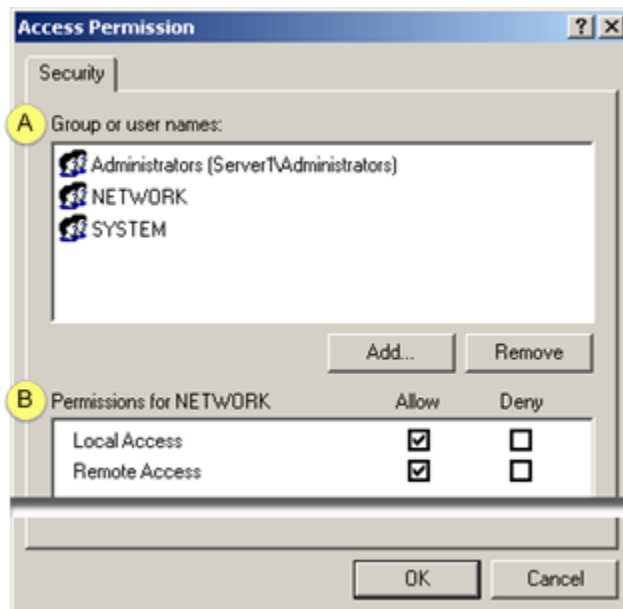 Access Permission ? X
Security
A Group or user names:
Administrators (Server1\Administrators)
NETWORK
SYSTEM
Add... Remove
B Permissions for NETWORK Allow Deny
Local Access
Remote Access
OK Cancel